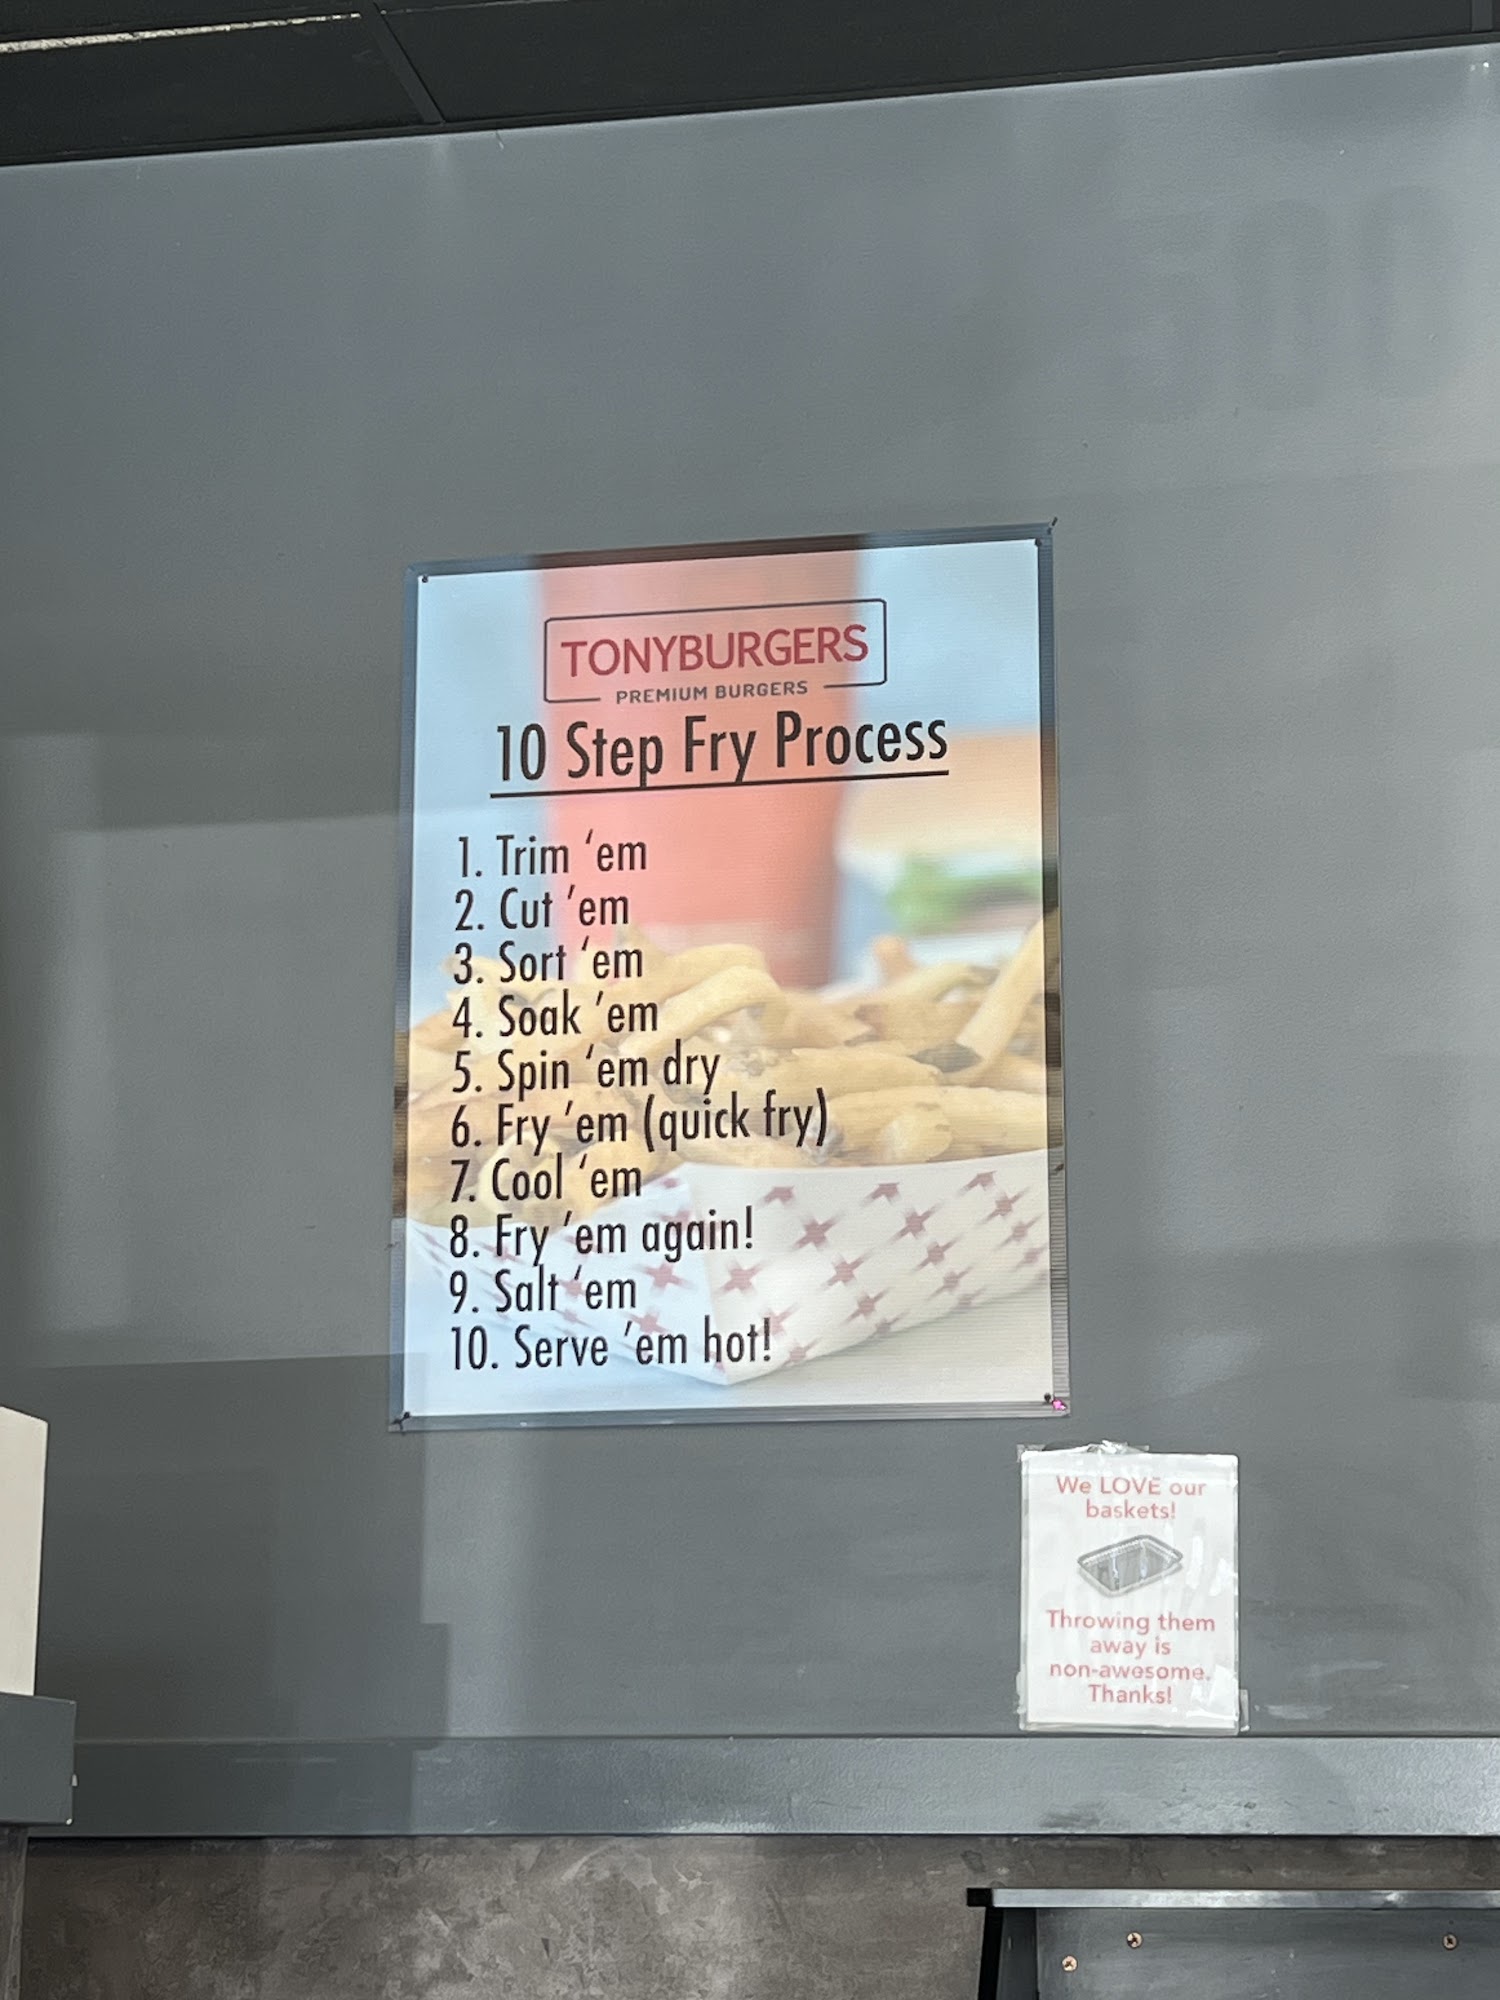 TONYBURGERS
PREMIUM BURGERS
10 Step Fry Process
1. Trim ‘em
2. Cut ’em
3. Sort ‘em
4. Soak ’em
5. Spin ‘em dry
6. Fry ’em (quick fry)
7. Cool ‘em
8. Fry ’em again!
9. Salt ‘em
10. Serve ’em hot!
We LOVE our
baskets!
Throwing them
away is
non-awesome.
Thanks!